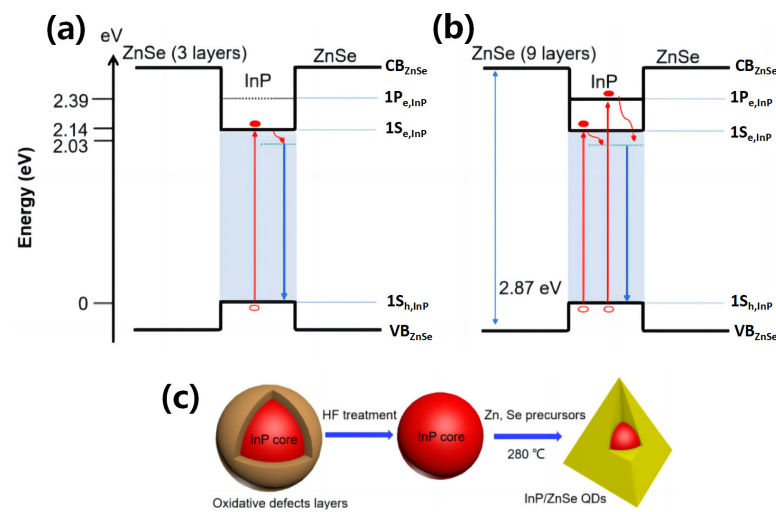 (a)
eV
ZnSe (3 layers)
ZnSe
InP
CB_ZnSe
2.39
1P_e,InP
2.14
1S_e,InP
2.03
Energy (eV)
0
1S_h,InP
VB_ZnSe
(b)
ZnSe (9 layers)
ZnSe
InP
CB_ZnSe
1P_e,InP
1S_e,InP
2.87 eV
1S_h,InP
VB_ZnSe
(c)
InP core
Oxidative defects layers
HF treatment
InP core
Zn, Se precursors
280 ℃
InP/ZnSe QDs